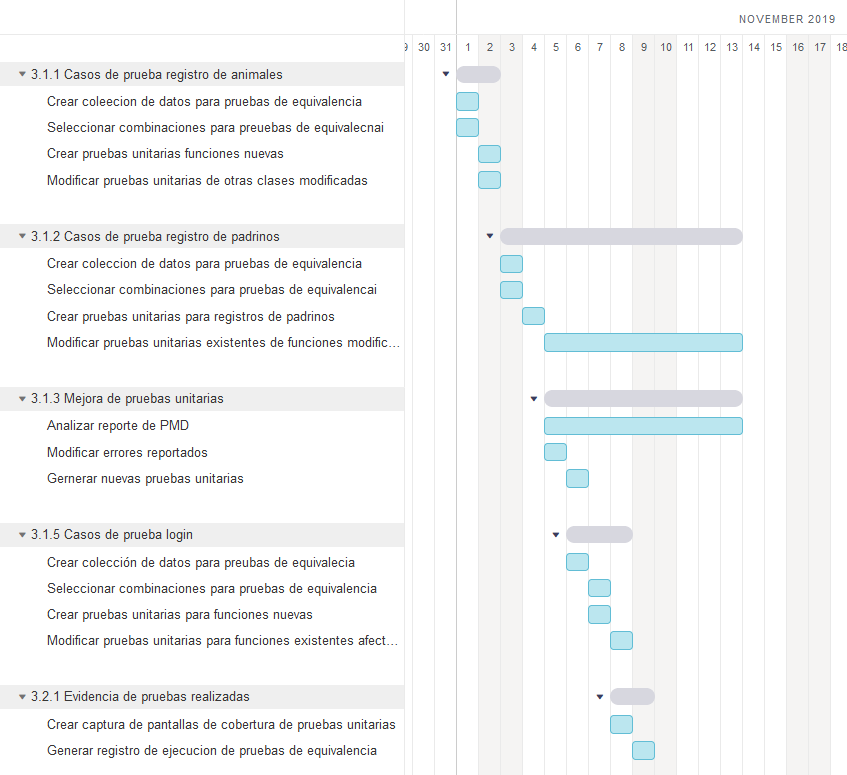 NOVEMBER 2019
9 30 31 1 2 3 4 5 6 7 8 9 10 11 12 13 14 15 16 17 18
3.1.1 Casos de prueba registro de animales
Crear coleecion de datos para pruebas de equivalencia
Seleccionar combinaciones para preuebas de equivalecnai
Crear pruebas unitarias funciones nuevas
Modificar pruebas unitarias de otras clases modificadas
3.1.2 Casos de prueba registro de padrinos
Crear coleccion de datos para pruebas de equivalencia
Seleccionar combinaciones para pruebas de equivalencai
Crear pruebas unitarias para registros de padrinos
Modificar pruebas unitarias existentes de funciones modific...
3.1.3 Mejora de pruebas unitarias
Analizar reporte de PMD
Modificar errores reportados
Gernerar nuevas pruebas unitarias
3.1.5 Casos de prueba login
Crear colección de datos para preubas de equivalecia
Seleccionar combinaciones para pruebas de equivalencia
Crear pruebas unitarias para funciones nuevas
Modificar pruebas unitarias para funciones existentes afect...
3.2.1 Evidencia de pruebas realizadas
Crear captura de pantallas de cobertura de pruebas unitarias
Generar registro de ejecucion de pruebas de equivalencia